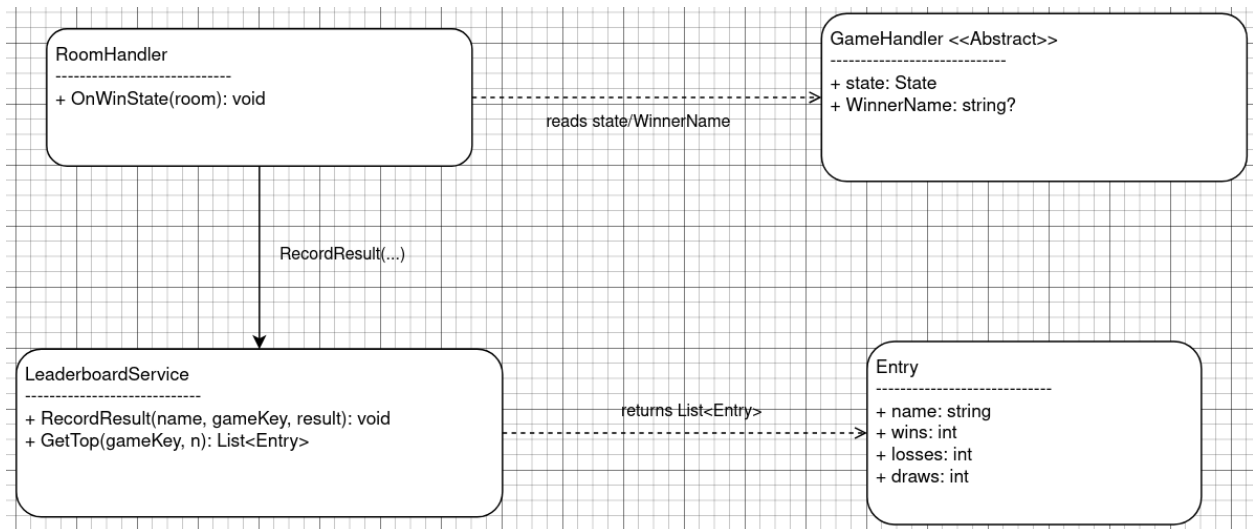 RoomHandler
-----------------------------
+ OnWinState(room): void
reads state/WinnerName
GameHandler <<Abstract>>
-----------------------------
+ state: State
+ WinnerName: string?
RecordResult(...)
LeaderboardService
-----------------------------
+ RecordResult(name, gameKey, result): void
+ GetTop(gameKey, n): List<Entry>
returns List<Entry>
Entry
-----------------------------
+ name: string
+ wins: int
+ losses: int
+ draws: int